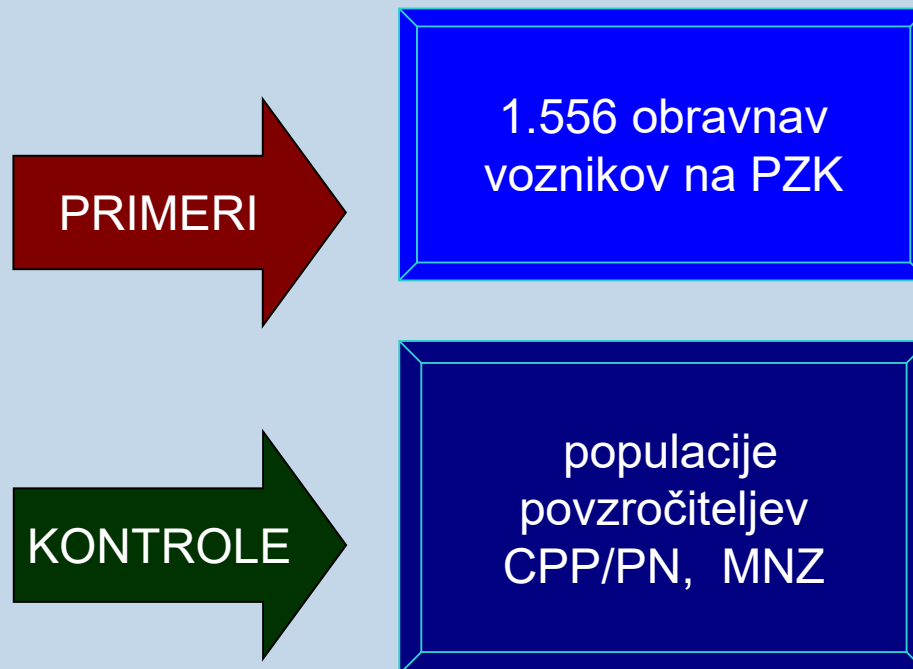 PRIMERI
1.556 obravnav
voznikov na PZK
KONTROLE
populacije
povzročiteljev
CPP/PN, MNZ